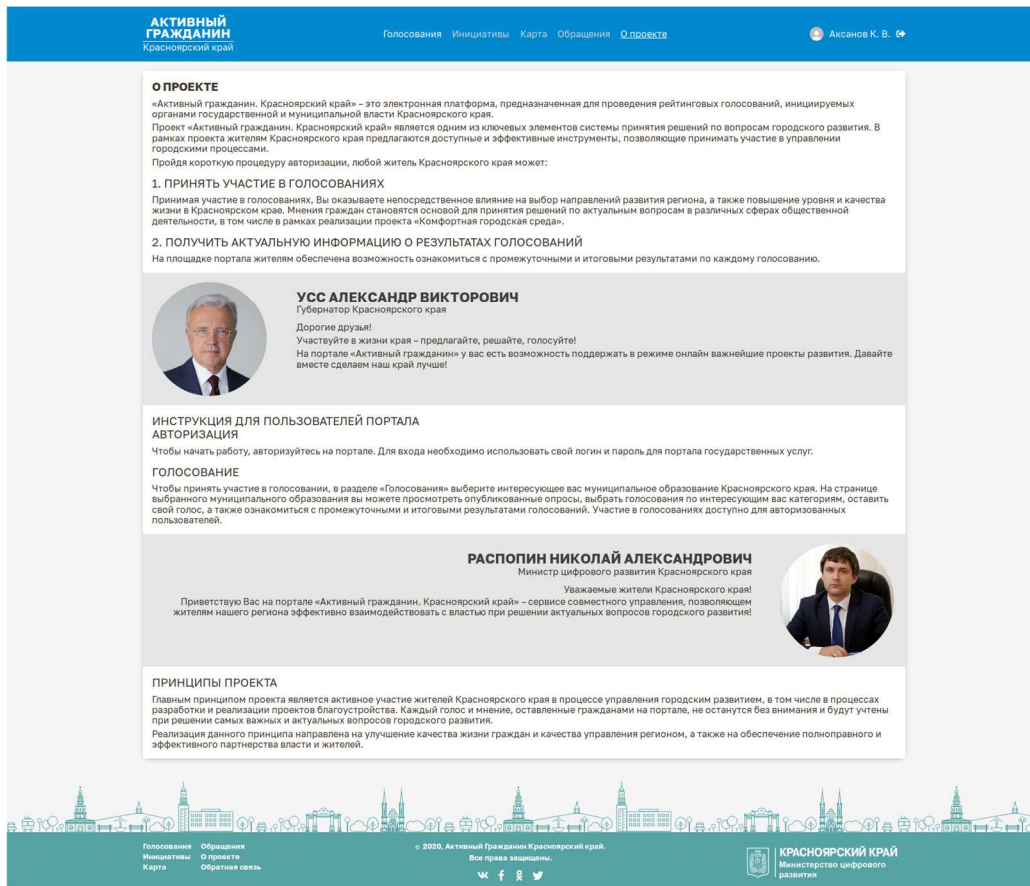 АКТИВНЫЙ
ГРАЖДАНИН
Красноярский край
Голосования Инициативы Карта Обращения О проекте
Аксанов К. В.
О ПРОЕКТЕ
«Активный гражданин. Красноярский край» – это электронная платформа, предназначенная для проведения рейтинговых голосований, инициируемых
органами государственной и муниципальной власти Красноярского края.
Проект «Активный гражданин. Красноярский край» является одним из ключевых элементов системы принятия решений по вопросам городского развития. В
рамках проекта жителям Красноярского края предлагаются доступные и эффективные инструменты, позволяющие принимать участие в управлении
городскими процессами.
Пройдя короткую процедуру авторизации, любой житель Красноярского края может:
1. ПРИНЯТЬ УЧАСТИЕ В ГОЛОСОВАНИЯХ
Принимая участие в голосованиях, Вы оказываете непосредственное влияние на выбор направлений развития региона, а также повышение уровня и качества
жизни в Красноярском крае. Мнения граждан становятся основой для принятия решений по актуальным вопросам в различных сферах общественной
деятельности, в том числе в рамках реализации проекта «Комфортная городская среда».
2. ПОЛУЧИТЬ АКТУАЛЬНУЮ ИНФОРМАЦИЮ О РЕЗУЛЬТАТАХ ГОЛОСОВАНИЙ
На площадке портала жителям обеспечена возможность ознакомиться с промежуточными и итоговыми результатами по каждому голосованию.
УСС АЛЕКСАНДР ВИКТОРОВИЧ
Губернатор Красноярского края
Дорогие друзья!
Участвуйте в жизни края – предлагайте, решайте, голосуйте!
На портале «Активный гражданин» у вас есть возможность поддержать в режиме онлайн важнейшие проекты развития. Давайте
вместе сделаем наш край лучше!
ИНСТРУКЦИЯ ДЛЯ ПОЛЬЗОВАТЕЛЕЙ ПОРТАЛА
АВТОРИЗАЦИЯ
Чтобы начать работу, авторизуйтесь на портале. Для входа необходимо использовать свой логин и пароль для портала государственных услуг.
ГОЛОСОВАНИЕ
Чтобы принять участие в голосовании, в разделе «Голосования» выберите интересующее вас муниципальное образование Красноярского края. На странице
выбранного муниципального образования вы можете просмотреть опубликованные опросы, выбрать голосования по интересующим вас категориям, оставить
свой голос, а также ознакомиться с промежуточными и итоговыми результатами голосований. Участие в голосованиях доступно для авторизованных
пользователей.
РАСПОПИН НИКОЛАЙ АЛЕКСАНДРОВИЧ
Министр цифрового развития Красноярского края
Уважаемые жители Красноярского края!
Приветствую Вас на портале «Активный гражданин. Красноярский край» – сервисе совместного управления, позволяющем
жителям нашего региона эффективно взаимодействовать с властью при решении актуальных вопросов городского развития!
ПРИНЦИПЫ ПРОЕКТА
Главным принципом проекта является активное участие жителей Красноярского края в процессе управления городским развитием, в том числе в процессах
разработки и реализации проектов благоустройства. Каждый голос и мнение, оставленные гражданами на портале, не останутся без внимания и будут учтены
при решении самых важных и актуальных вопросов городского развития.
Реализация данного принципа направлена на улучшение качества жизни граждан и качества управления регионом, а также на обеспечение полноправного и
эффективного партнерства власти и жителей.
Голосования Обращения
Инициативы О проекте
Карта Обратная связь
© 2020, Активный Гражданин Красноярский край.
Все права защищены.
КРАСНОЯРСКИЙ КРАЙ
Министерство цифрового
развития